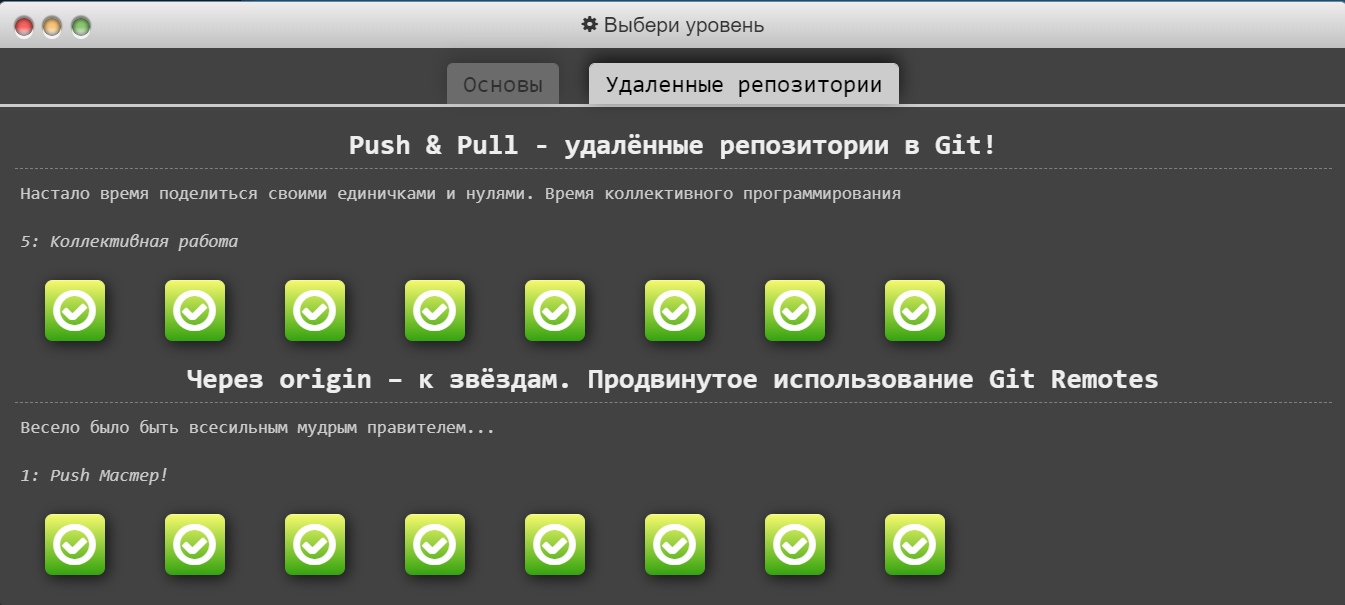 Выбери уровень
Основы
Удаленные репозитории
Push & Pull - удалённые репозитории в Git!
Настало время поделиться своими единичками и нулями. Время коллективного программирования
5: Коллективная работа
Через origin – к звёздам. Продвинутое использование Git Remotes
Весело было быть всесильным мудрым правителем...
1: Push Мастер!